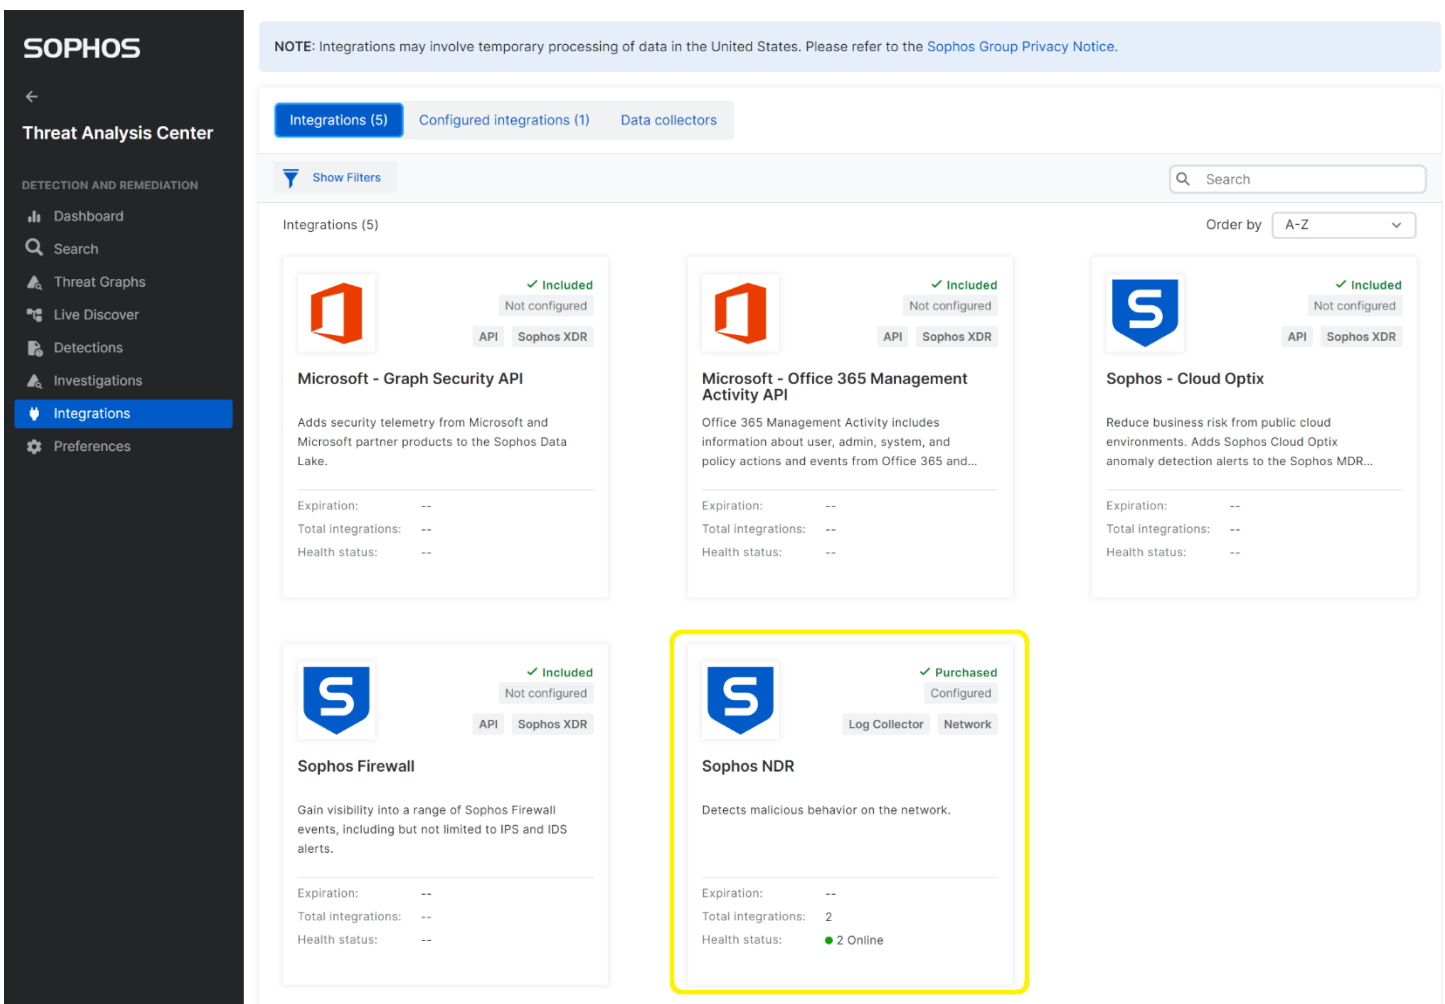 SOPHOS
Threat Analysis Center
DETECTION AND REMEDIATION
Dashboard
Search
Threat Graphs
Live Discover
Detections
Investigations
Integrations
Preferences
NOTE: Integrations may involve temporary processing of data in the United States. Please refer to the Sophos Group Privacy Notice.
Integrations (5) Configured integrations (1) Data collectors
Show Filters
Search
Integrations (5)
Order by A-Z
Included
Not configured
API Sophos XDR
Microsoft - Graph Security API
Adds security telemetry from Microsoft and
Microsoft partner products to the Sophos Data
Lake.
Expiration: --
Total integrations: --
Health status: --
Included
Not configured
API Sophos XDR
Microsoft - Office 365 Management
Activity API
Office 365 Management Activity includes
information about user, admin, system, and
policy actions and events from Office 365 and...
Expiration: --
Total integrations: --
Health status: --
S
Included
Not configured
API Sophos XDR
Sophos - Cloud Optix
Reduce business risk from public cloud
environments. Adds Sophos Cloud Optix
anomaly detection alerts to the Sophos MDR...
Expiration: --
Total integrations: --
Health status: --
S
Included
Not configured
API Sophos XDR
Sophos Firewall
Gain visibility into a range of Sophos Firewall
events, including but not limited to IPS and IDS
alerts.
Expiration: --
Total integrations: --
Health status: --
S
Purchased
Configured
Log Collector Network
Sophos NDR
Detects malicious behavior on the network.
Expiration: --
Total integrations: 2
Health status: 2 Online